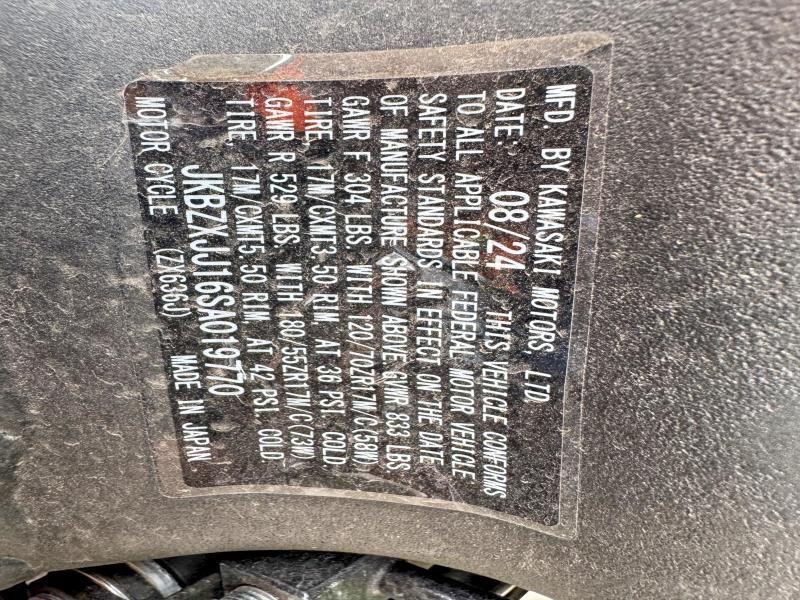 MFD. BY KAWASAKI MOTORS, LTD.
DATE: 08/24 THIS VEHICLE CONFORMS
TO ALL APPLICABLE FEDERAL MOTOR VEHICLE
SAFETY STANDARDS IN EFFECT ON THE DATE
OF MANUFACTURE SHOWN ABOVE GVWR 833 LBS
GAWR F 304 LBS. WITH 120/70ZR17M/C(58W)
TIRE, 17M/CXMT3.50 RIM, AT 36 PSI. COLD.
GAWR R 529 LBS. WITH 180/55ZR17M/C(73W)
TIRE, 17M/CXMT5.50 RIM, AT 42 PSI. COLD.
JKBZXJJ16SA019770
MOTOR CYCLE (ZX636J) MADE IN JAPAN